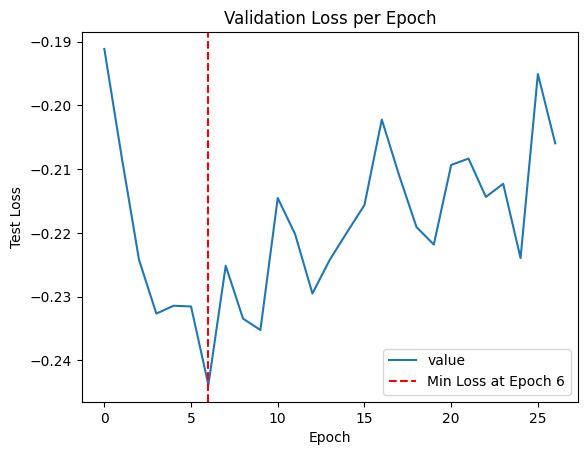 Validation Loss per Epoch
Test Loss
−0.19
−0.20
−0.21
−0.22
−0.23
−0.24
value
Min Loss at Epoch 6
0 5 10 15 20 25
Epoch